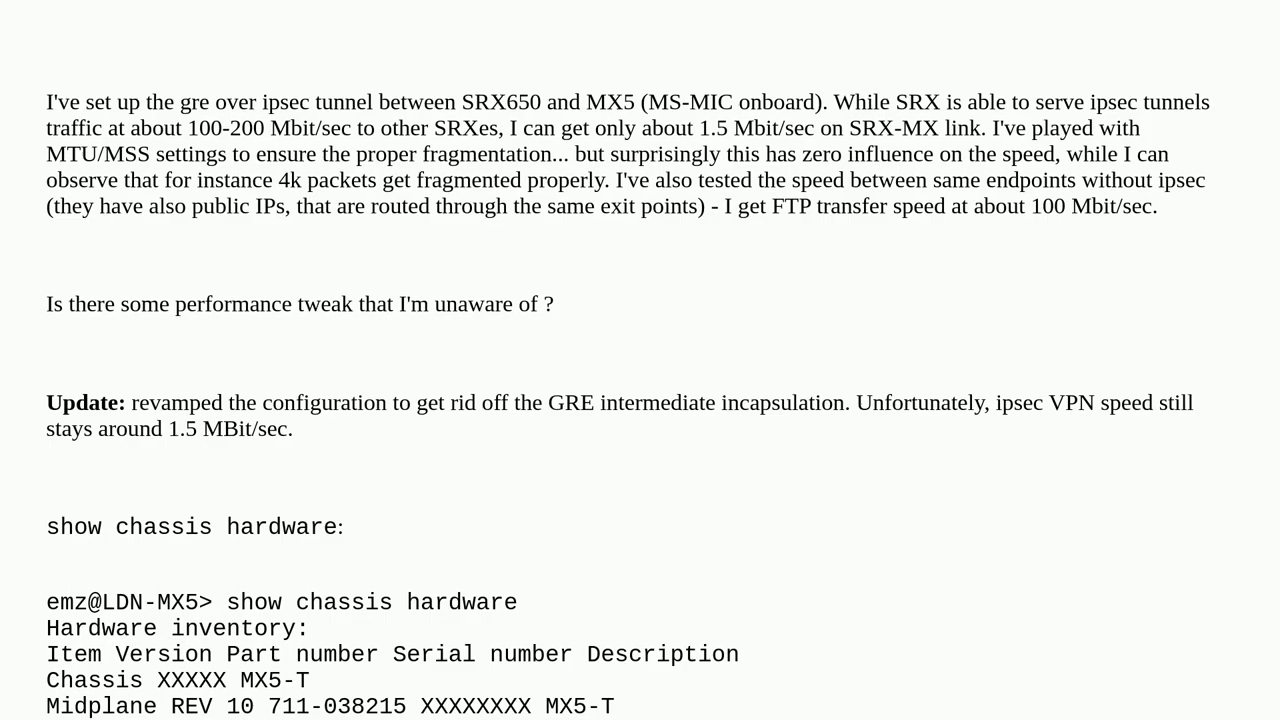 I've set up the gre over ipsec tunnel between SRX650 and MX5 (MS-MIC onboard). While SRX is able to serve ipsec tunnels
traffic at about 100-200 Mbit/sec to other SRXes, I can get only about 1.5 Mbit/sec on SRX-MX link. I've played with
MTU/MSS settings to ensure the proper fragmentation... but surprisingly this has zero influence on the speed, while I can
observe that for instance 4k packets get fragmented properly. I've also tested the speed between same endpoints without ipsec
(they have also public IPs, that are routed through the same exit points) - I get FTP transfer speed at about 100 Mbit/sec.
Is there some performance tweak that I'm unaware of ?
Update: revamped the configuration to get rid off the GRE intermediate incapsulation. Unfortunately, ipsec VPN speed still
stays around 1.5 MBit/sec.
show chassis hardware:
emz@LDN-MX5> show chassis hardware
Hardware inventory:
Item Version Part number Serial number Description
Chassis XXXXX MX5-T
Midplane REV 10 711-038215 XXXXXXXX MX5-T